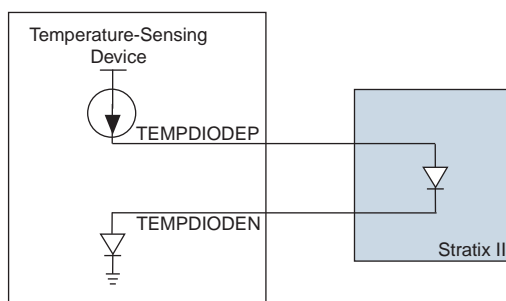 Temperature-Sensing
Device
TEMPDIODEP
TEMPDIODEN
Stratix II